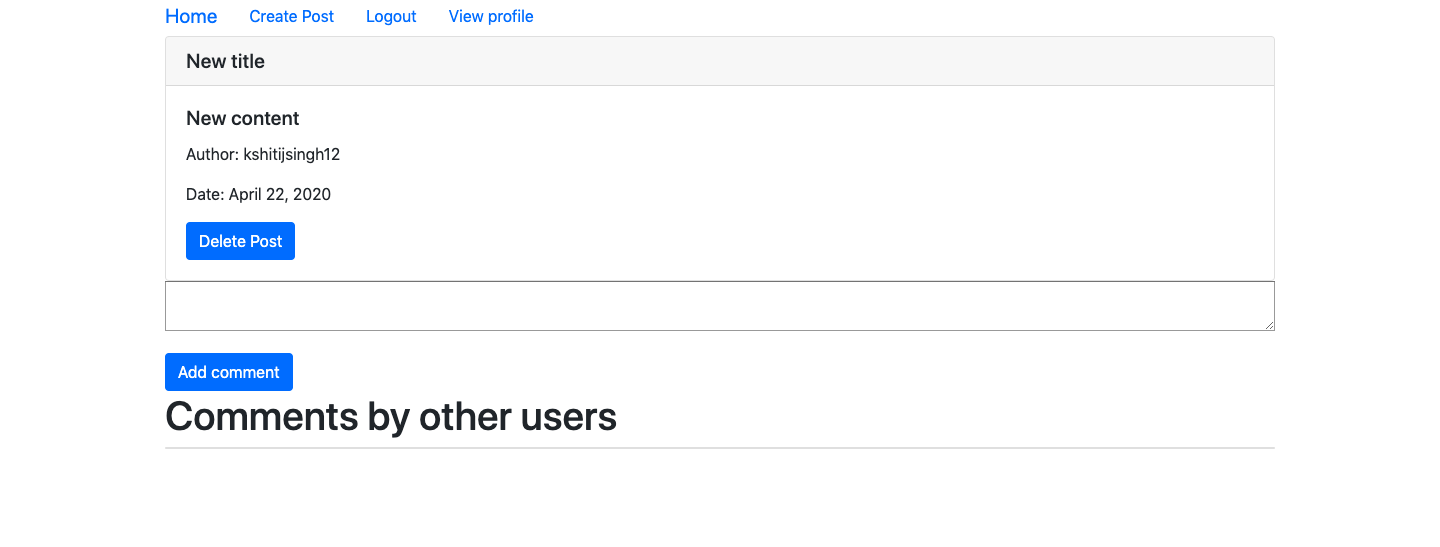 Home Create Post Logout View profile
New title
New content
Author: kshitijsingh12
Date: April 22, 2020
Delete Post
Add comment
Comments by other users